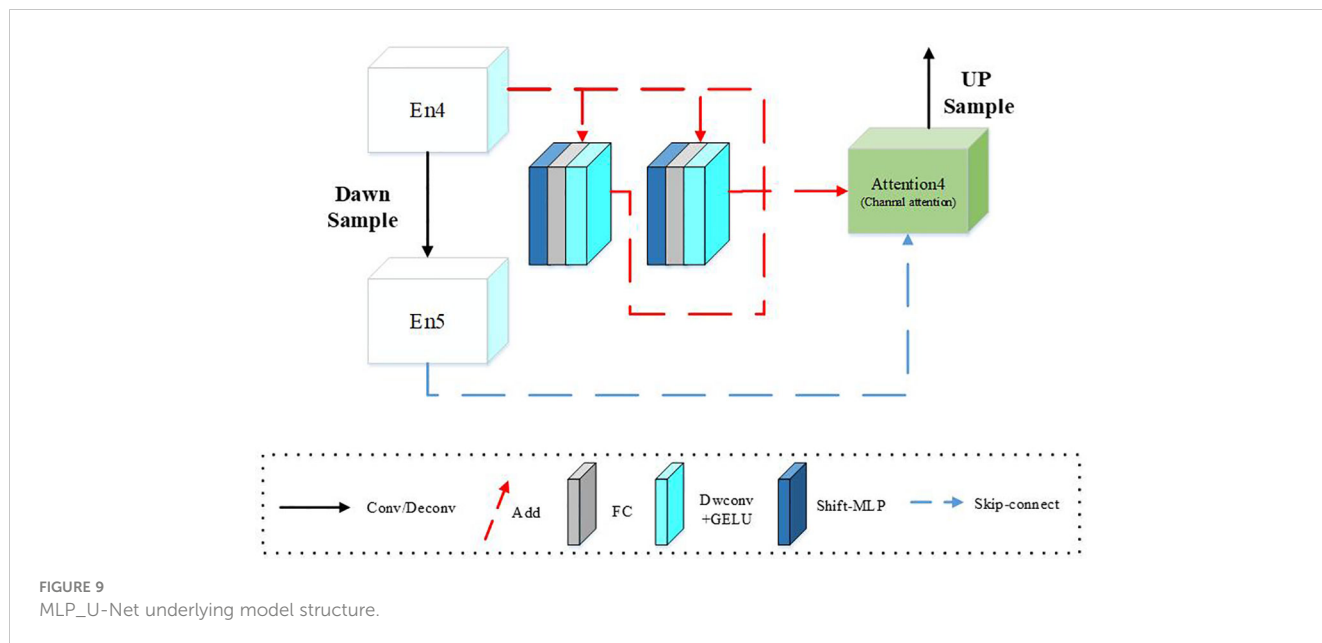 En4
Dawn
Sample
En5
UP
Sample
Attention4
(Channel attention)
Conv/Deconv
Add
FC
Dwconv
+GELU
Shift-MLP
Skip-connect
FIGURE 9
MLP_U-Net underlying model structure.